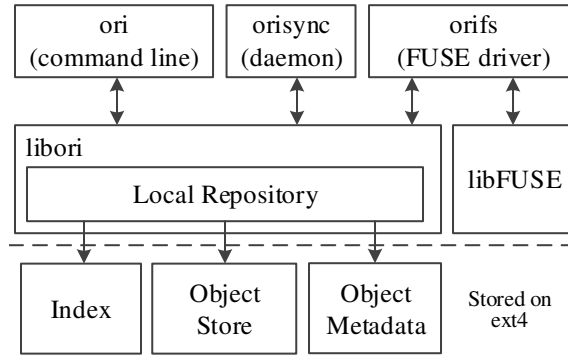 ori
(command line)
orisync
(daemon)
orifs
(FUSE driver)
libori
Local Repository
libFUSE
Index
Object
Store
Object
Metadata
Stored on
ext4